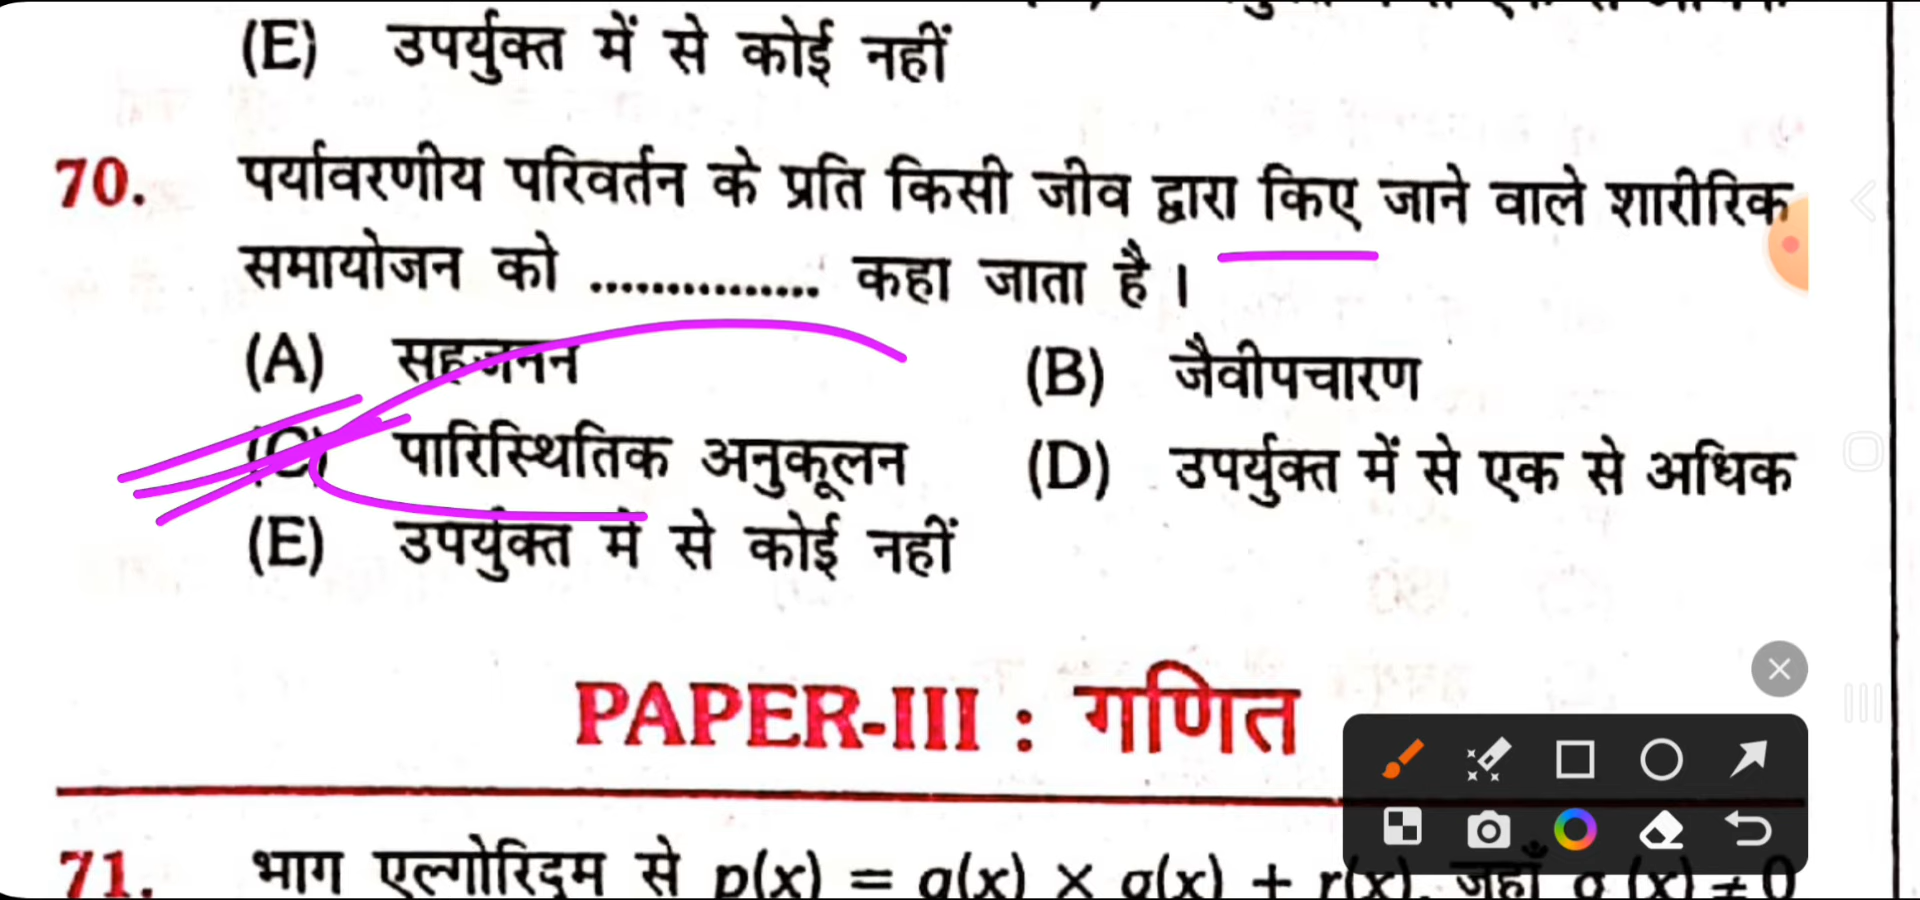 (E) उपर्युक्त में से कोई नहीं
70. पर्यावरणीय परिवर्तन के प्रति किसी जीव द्वारा किए जाने वाले शारीरिक
समायोजन को ............... कहा जाता है।
(A) सहजनन (B) जैवीपचारण
(C) पारिस्थितिक अनुकूलन (D) उपर्युक्त में से एक से अधिक
(E) उपर्युक्त में से कोई नहीं
PAPER-III : गणित
71. भाग एल्गोरिदम से p(x) = g(x) × q(x) + r(x), जहाँ g (x) ≠ 0